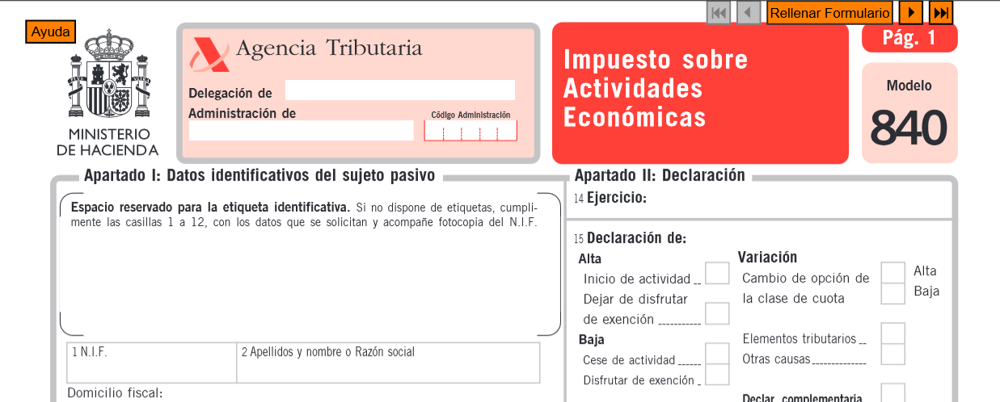 Rellenar Formulario
Ayuda
MINISTERIO
DE HACIENDA
Agencia Tributaria
Delegación de
Administración de
Código Administración
Impuesto sobre
Actividades
Económicas
Pág. 1
Modelo
840
Apartado I: Datos identificativos del sujeto pasivo
Espacio reservado para la etiqueta identificativa. Si no dispone de etiquetas, cumpli-
mente las casillas 1 a 12, con los datos que se solicitan y acompañe fotocopia del N.I.F.
1 N.I.F.
2 Apellidos y nombre o Razón social
Domicilio fiscal:
Apartado II: Declaración
14 Ejercicio:
15 Declaración de:
Alta
Inicio de actividad
Dejar de disfrutar
de exención
Baja
Cese de actividad
Disfrutar de exención
Variación
Cambio de opción de
la clase de cuota
Alta
Baja
Elementos tributarios
Otras causas
Declar. complementaria